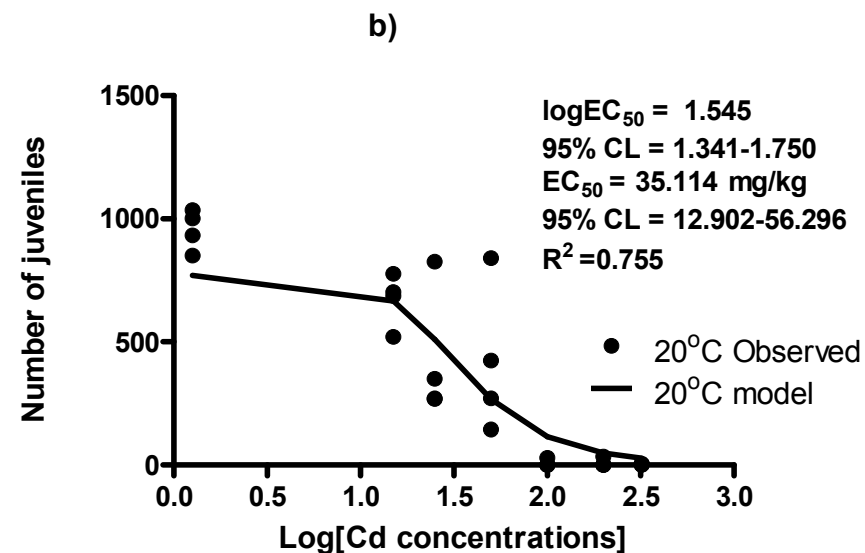 b)
1500
1000
500
0
Number of juveniles
logEC50 = 1.545
95% CL = 1.341-1.750
EC50 = 35.114 mg/kg
95% CL = 12.902-56.296
R2 =0.755
20oC Observed
20oC model
0.0 0.5 1.0 1.5 2.0 2.5 3.0
Log[Cd concentrations]